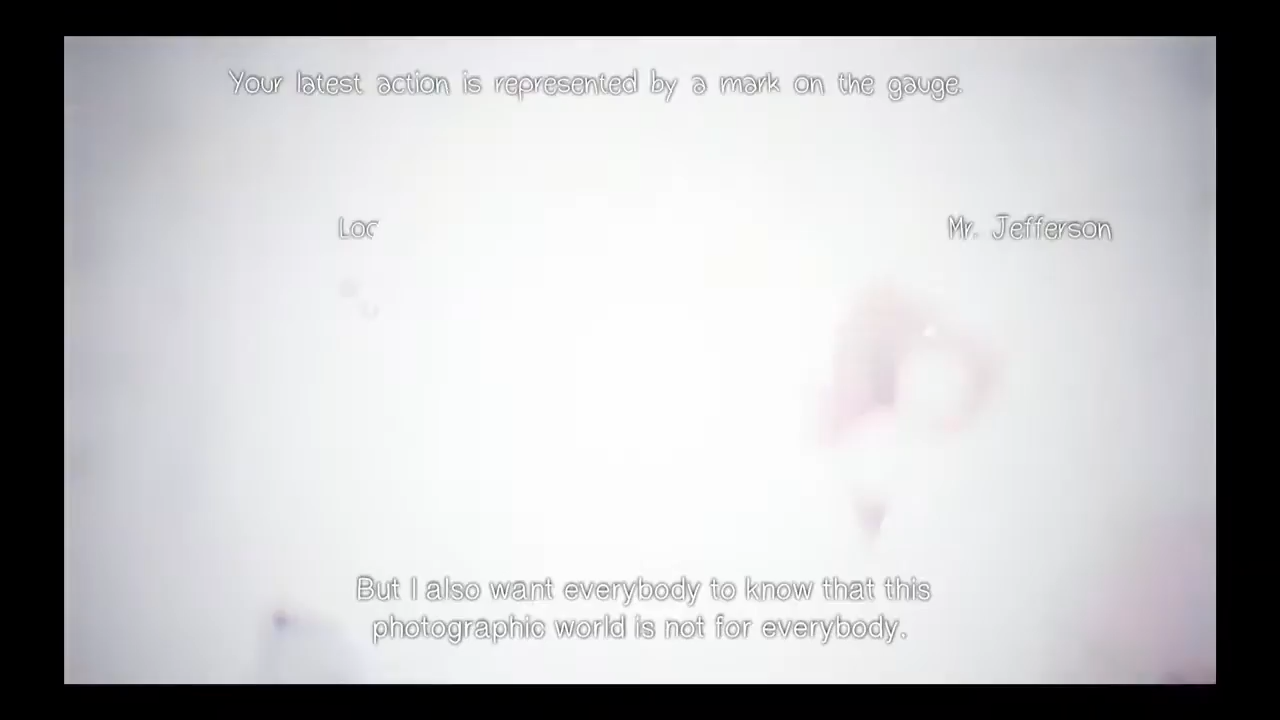 Your latest action is represented by a mark on the gauge.
Loc
Mr. Jefferson
But I also want everybody to know that this
photographic world is not for everybody.